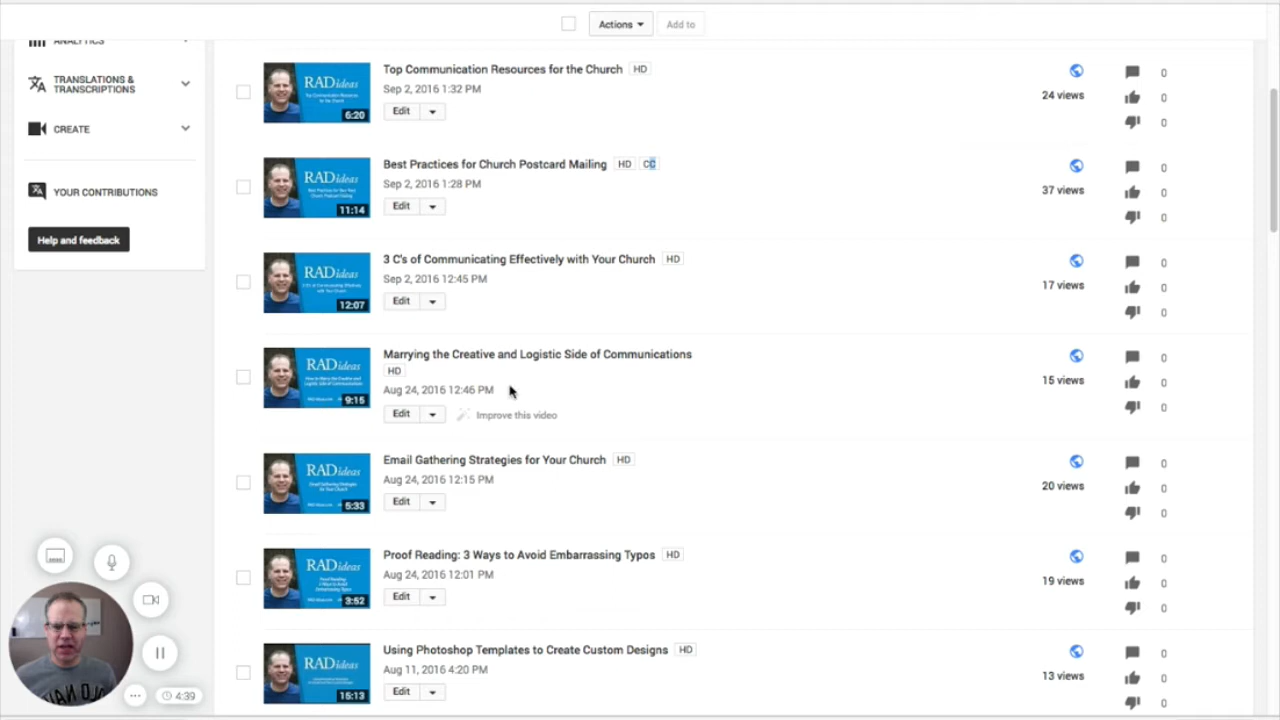 Actions
Add to
ANALYTICS
TRANSLATIONS &
TRANSCRIPTIONS
CREATE
YOUR CONTRIBUTIONS
Help and feedback
RADideas
6:20
Top Communication Resources for the Church HD
Sep 2, 2016 1:32 PM
Edit
24 views
0
0
0
RADideas
11:14
Best Practices for Church Postcard Mailing HD CC
Sep 2, 2016 1:28 PM
Edit
37 views
0
0
0
RADideas
12:07
3 C's of Communicating Effectively with Your Church HD
Sep 2, 2016 12:45 PM
Edit
17 views
0
0
0
RADideas
9:15
Marrying the Creative and Logistic Side of Communications
HD
Aug 24, 2016 12:46 PM
Edit
Improve this video
15 views
0
0
0
RADideas
5:33
Email Gathering Strategies for Your Church HD
Aug 24, 2016 12:15 PM
Edit
20 views
0
0
0
RADideas
3:52
Proof Reading: 3 Ways to Avoid Embarrassing Typos HD
Aug 24, 2016 12:01 PM
Edit
19 views
0
0
0
RADideas
15:13
Using Photoshop Templates to Create Custom Designs HD
Aug 11, 2016 4:20 PM
Edit
13 views
0
0
0
4:39